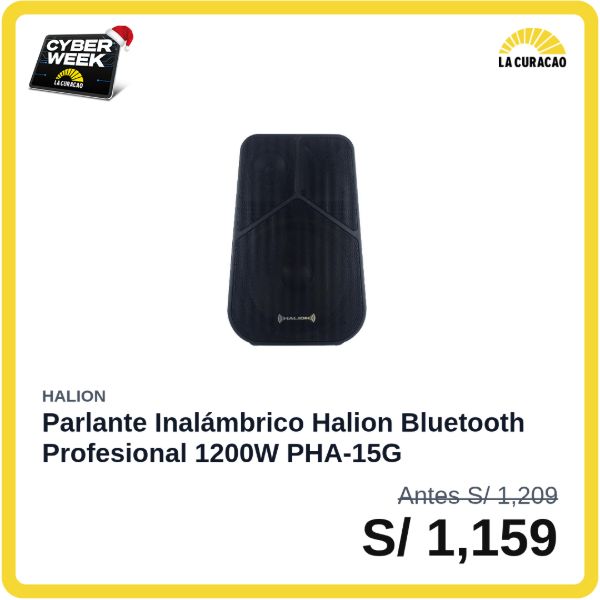 CYBER
WEEK
LA CURACAO
LA CURACAO
HALION
HALION
Parlante Inalámbrico Halion Bluetooth
Profesional 1200W PHA-15G
Antes S/ 1,209
S/ 1,159